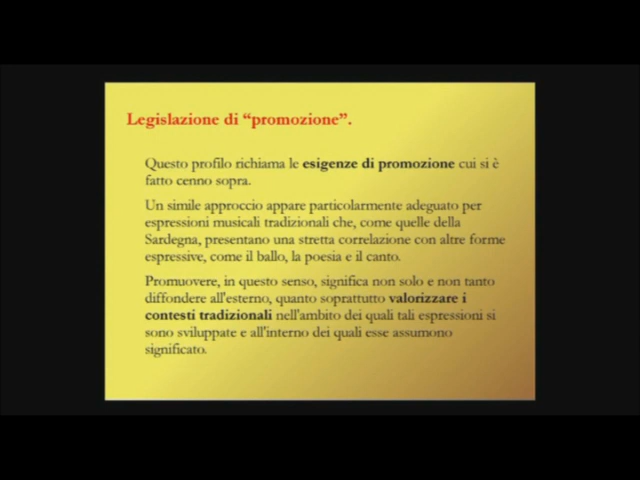 Legislazione di “promozione”.
Questo profilo richiama le esigenze di promozione cui si è
fatto cenno sopra.
Un simile approccio appare particolarmente adeguato per
espressioni musicali tradizionali che, come quelle della
Sardegna, presentano una stretta correlazione con altre forme
espressive, come il ballo, la poesia e il canto.
Promuovere, in questo senso, significa non solo e non tanto
diffondere all'esterno, quanto soprattutto valorizzare i
contesti tradizionali nell'ambito dei quali tali espressioni si
sono sviluppate e all'interno dei quali esse assumono
significato.